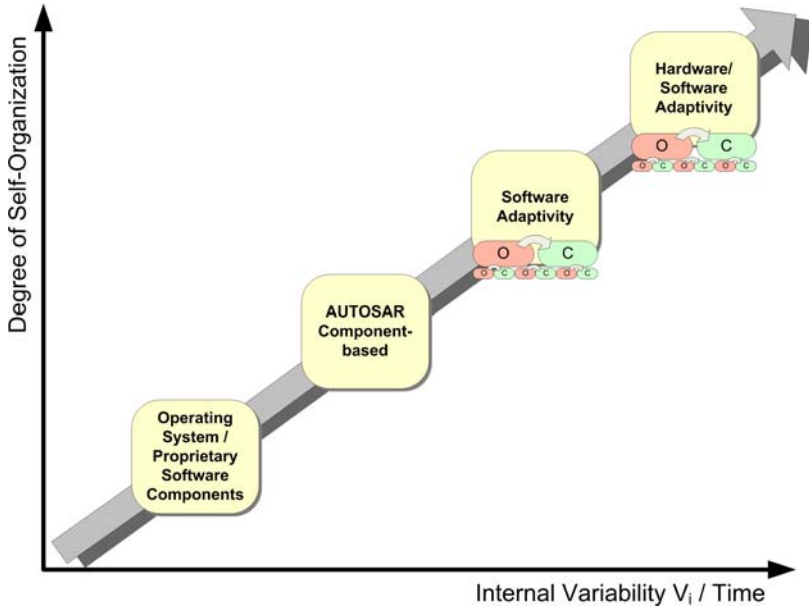 Degree of Self-Organization
Hardware/
Software
Adaptivity
O C
O C O C O C
Software
Adaptivity
O C
O C O C O C
AUTOSAR
Component-
based
Operating
System /
Proprietary
Software
Components
Internal Variability Vi / Time